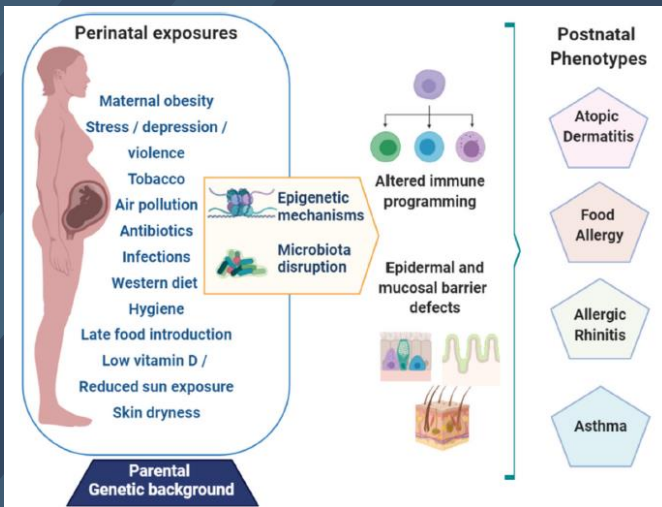 Perinatal exposures
Maternal obesity
Stress / depression /
violence
Tobacco
Air pollution
Antibiotics
Infections
Western diet
Hygiene
Late food introduction
Low vitamin D /
Reduced sun exposure
Skin dryness
Parental
Genetic background
Epigenetic
mechanisms
Microbiota
disruption
Altered immune
programming
Epidermal and
mucosal barrier
defects
Postnatal
Phenotypes
Atopic
Dermatitis
Food
Allergy
Allergic
Rhinitis
Asthma